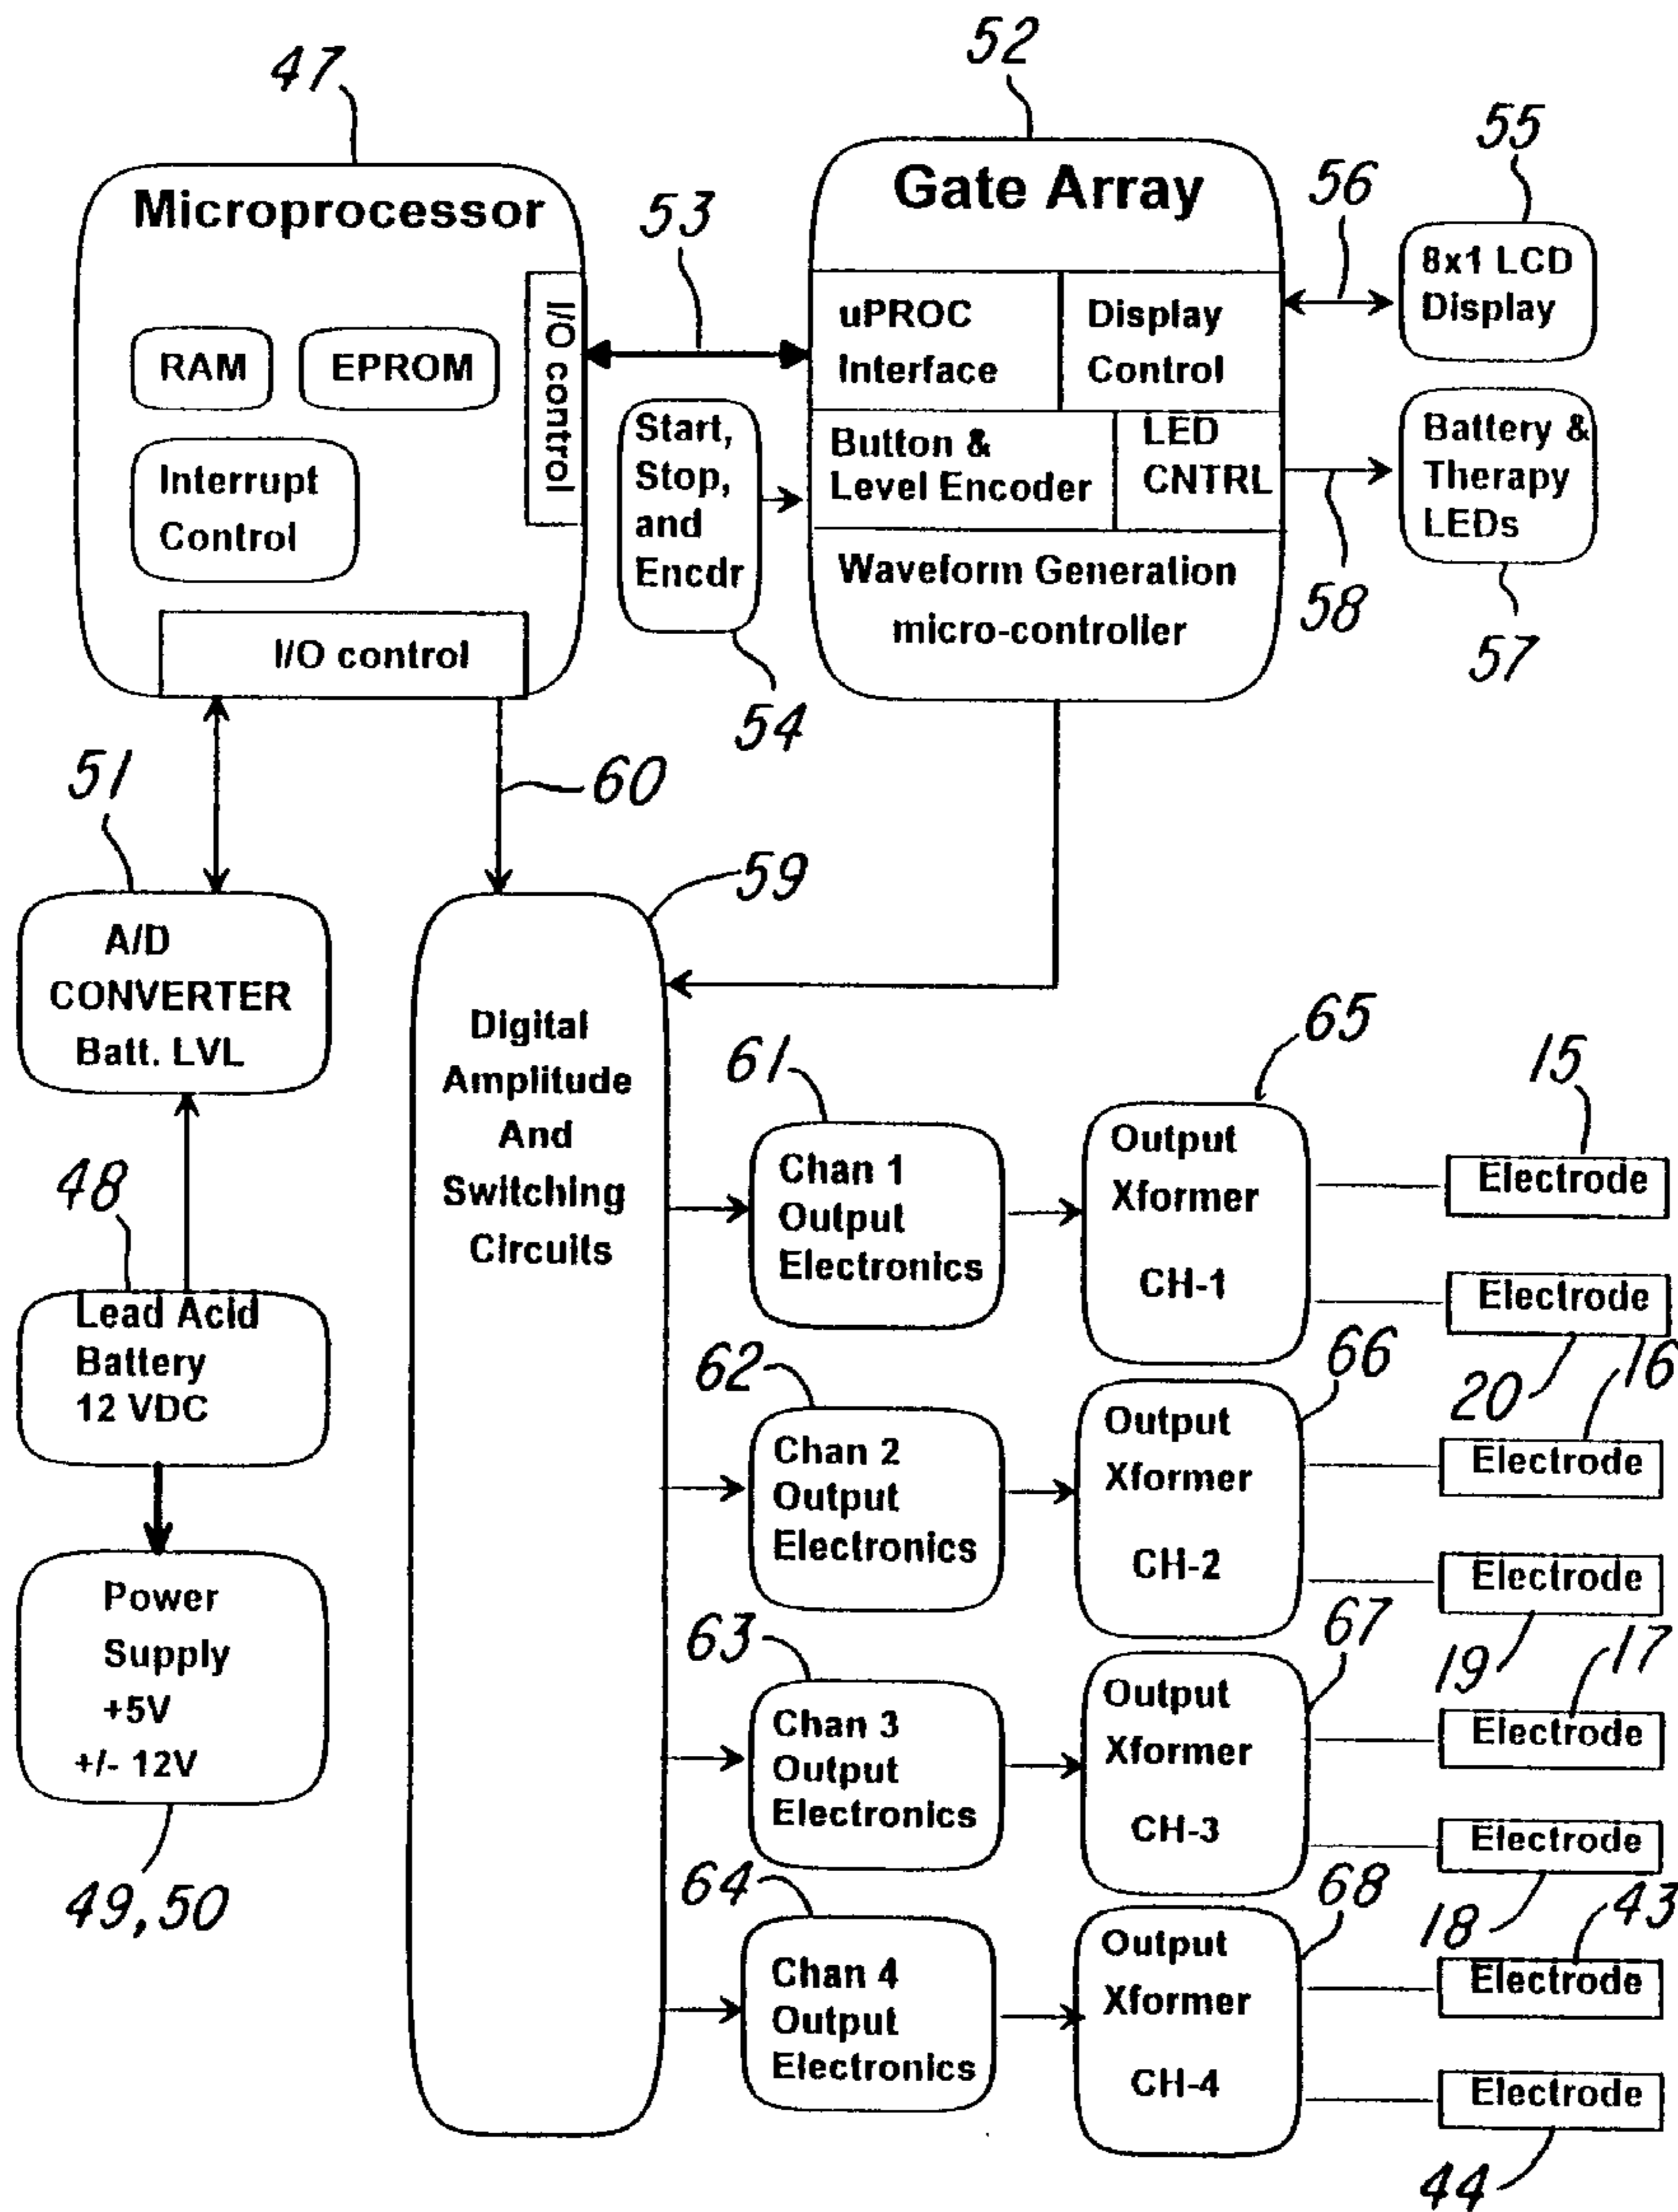 47
52
Microprocessor
RAM
EPROM
Interrupt
Control
I/O control
I/O control
53
Gate Array
uPROC
Interface
Display
Control
Button &
Level Encoder
LED
CNTRL
Waveform Generation
micro-controller
Start,
Stop,
and
Encdr
54
55
56
8x1 LCD
Display
Battery &
Therapy
LEDs
58
57
51
60
59
A/D
CONVERTER
Batt. LVL
48
Lead Acid
Battery
12 VDC
Power
Supply
+5V
+/- 12V
49,50
Digital
Amplitude
And
Switching
Circuits
61
Chan 1
Output
Electronics
65
Output
Xformer
CH-1
15
Electrode
Electrode
20
62
Chan 2
Output
Electronics
66
Output
Xformer
CH-2
16
Electrode
Electrode
19
63
Chan 3
Output
Electronics
67
Output
Xformer
CH-3
17
Electrode
Electrode
18
64
Chan 4
Output
Electronics
68
Output
Xformer
CH-4
43
Electrode
Electrode
44